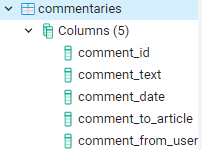 commentaries
Columns (5)
comment_id
comment_text
comment_date
comment_to_article
comment_from_user